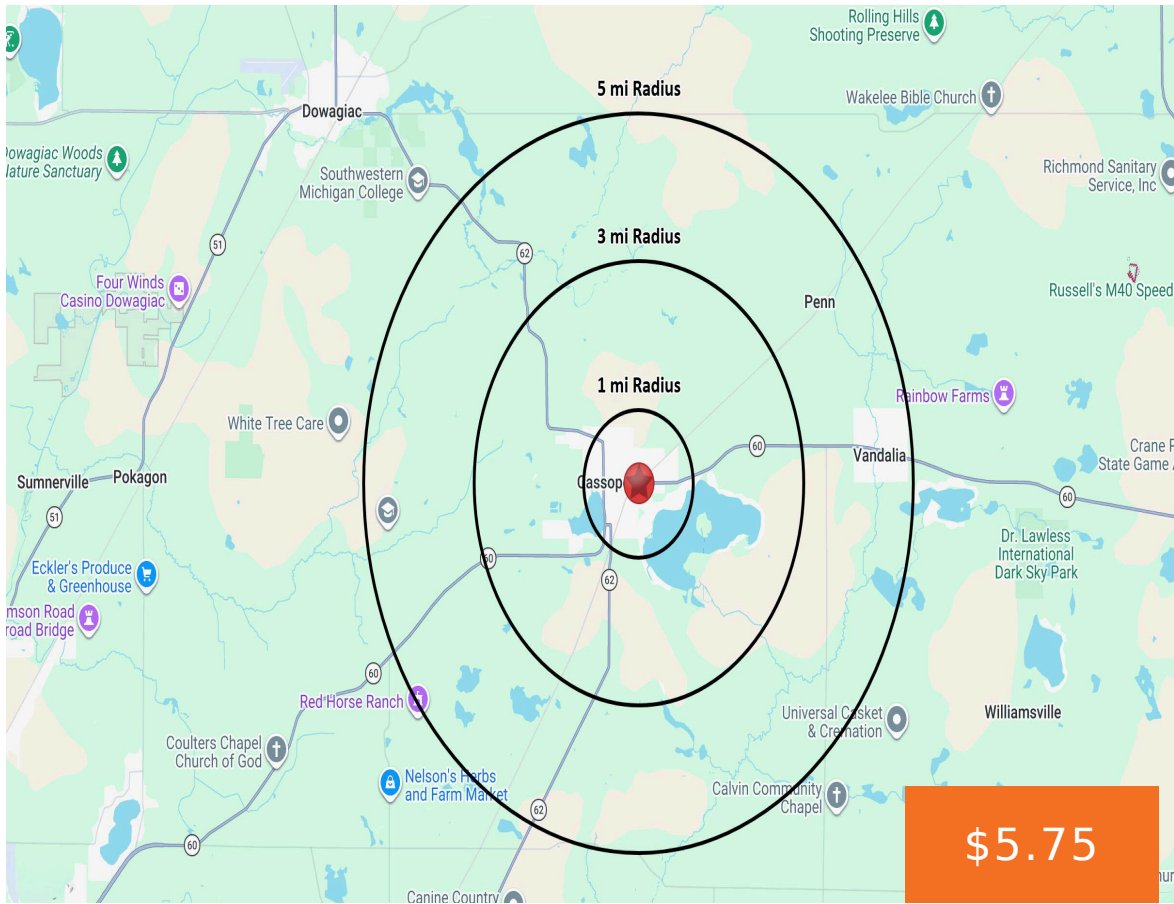 Rolling Hills
Shooting Preserve
5 mi Radius
Wakelee Bible Church
Dowagiac
Dowagiac Woods
Nature Sanctuary
Southwestern
Michigan College
Richmond Sanitary
Service, Inc
3 mi Radius
51
62
Four Winds
Casino Dowagiac
Penn
Russell's M40 Speed
1 mi Radius
Rainbow Farms
White Tree Care
60
Vandalia
Crane P
State Game A
Sumnerville
Pokagon
Cassop
60
51
Dr. Lawless
International
Dark Sky Park
60
Eckler's Produce
& Greenhouse
62
mson Road
road Bridge
60
Red Horse Ranch
Universal Casket
& Cremation
Williamsville
Coulters Chapel
Church of God
Nelson's Herbs
and Farm Market
Calvin Community
Chapel
62
60
$5.75
Canine Country